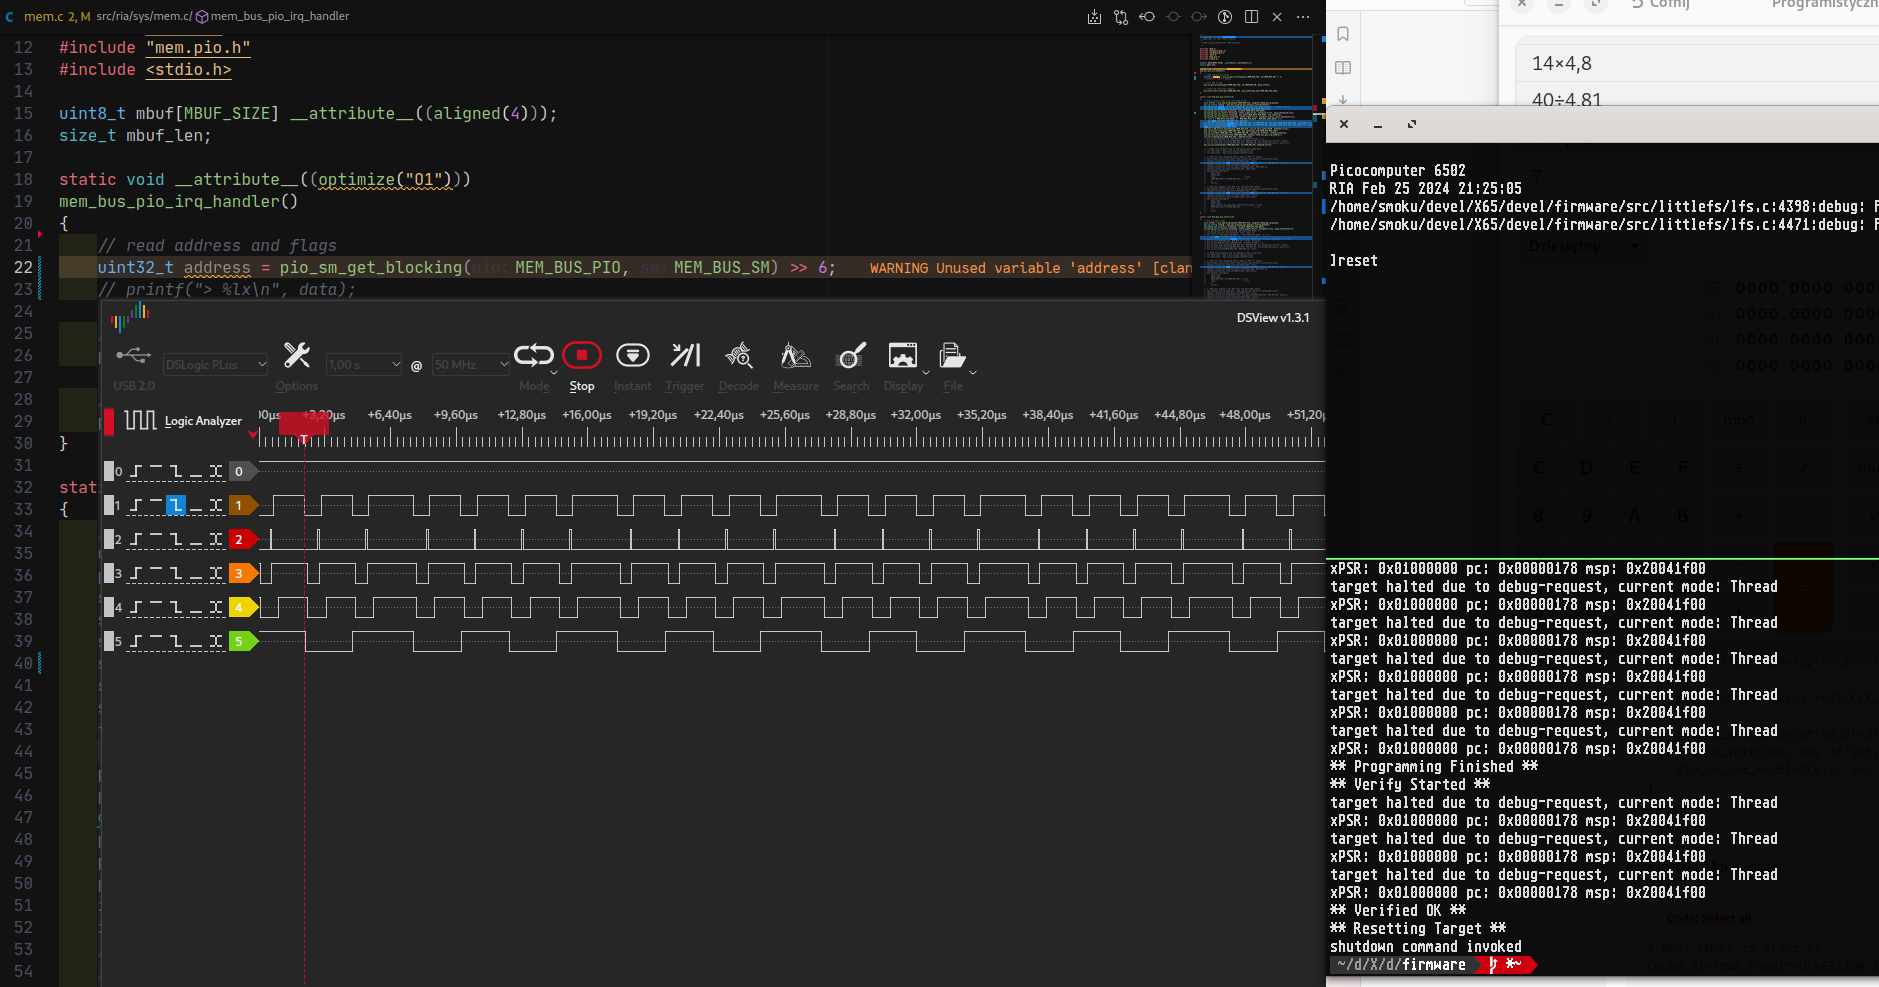 mem.c 2, M src/ria/sys/mem.c/ mem_bus_pio_irq_handler
12 #include "mem.pio.h"
13 #include <stdio.h>
14
15 uint8_t mbuf[MBUF_SIZE] __attribute__((aligned(4)));
16 size_t mbuf_len;
17
18 static void __attribute__((optimize("O1")))
19 mem_bus_pio_irq_handler()
20 {
21 // read address and flags
22 uint32_t address = pio_sm_get_blocking(pio: MEM_BUS_PIO, sm: MEM_BUS_SM) >> 6; WARNING Unused variable 'address' [clan
23 // printf("> %lx\n", data);
24
25
26
27
28
29
30 }
31
32 stat
33 {
34
35
36
37
38
39
40
41
42
43
44
45
46
47
48
49
50
51
52
53
54
DSView v1.3.1
DSLogic PLus 1,00 s @ 50 MHz
USB 2.0 Options Mode Stop Instant Trigger Decode Measure Search Display File
Logic Analyzer
00µs +3,20µs +6,40µs +9,60µs +12,80µs +16,00µs +19,20µs +22,40µs +25,60µs +28,80µs +32,00µs +35,20µs +38,40µs +41,60µs +44,80µs +48,00µs +51,20µ
T
0 0
1 1
2 2
3 3
4 4
5 5
Cofnij Programistyczn
14×4,8
40÷4,81
Picocomputer 6502
RIA Feb 25 2024 21:25:05
/home/smoku/devel/X65/devel/firmware/src/littlefs/lfs.c:4398:debug:
/home/smoku/devel/X65/devel/firmware/src/littlefs/lfs.c:4471:debug:
Dziesiętny
]reset
xPSR: 0x01000000 pc: 0x00000178 msp: 0x20041f00
target halted due to debug-request, current mode: Thread
xPSR: 0x01000000 pc: 0x00000178 msp: 0x20041f00
target halted due to debug-request, current mode: Thread
xPSR: 0x01000000 pc: 0x00000178 msp: 0x20041f00
target halted due to debug-request, current mode: Thread
xPSR: 0x01000000 pc: 0x00000178 msp: 0x20041f00
target halted due to debug-request, current mode: Thread
xPSR: 0x01000000 pc: 0x00000178 msp: 0x20041f00
target halted due to debug-request, current mode: Thread
xPSR: 0x01000000 pc: 0x00000178 msp: 0x20041f00
** Programming Finished **
** Verify Started **
target halted due to debug-request, current mode: Thread
xPSR: 0x01000000 pc: 0x00000178 msp: 0x20041f00
target halted due to debug-request, current mode: Thread
xPSR: 0x01000000 pc: 0x00000178 msp: 0x20041f00
target halted due to debug-request, current mode: Thread
xPSR: 0x01000000 pc: 0x00000178 msp: 0x20041f00
** Verified OK **
** Resetting Target **
shutdown command invoked
~/d/X/d/firmware *~